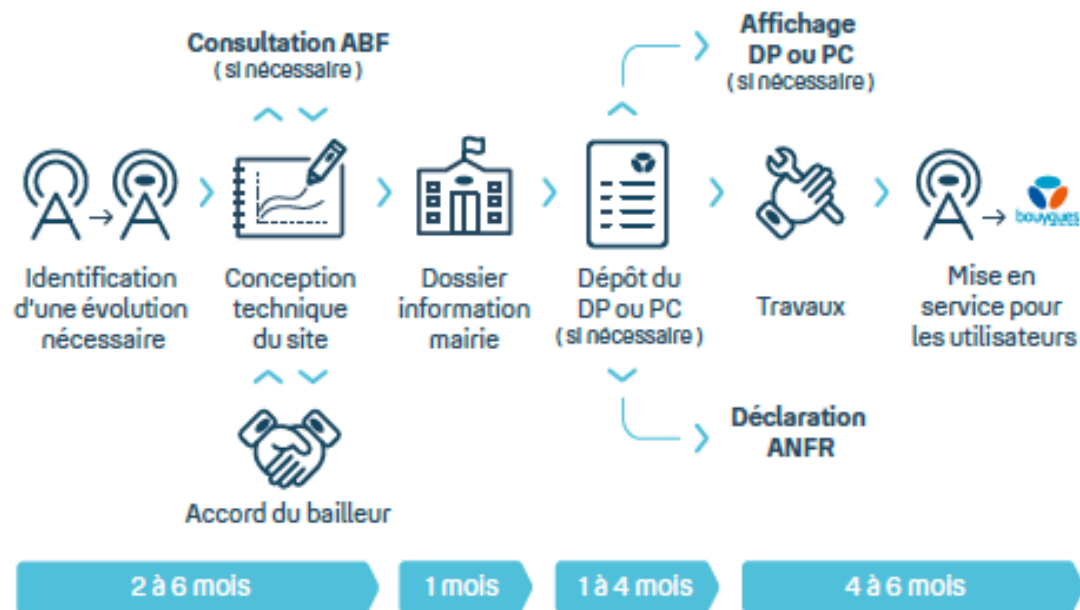 Consultation ABF
( si nécessaire )
Affichage
DP ou PC
( si nécessaire )
bouygues
Identification
d'une évolution
nécessaire
Conception
technique
du site
Dossier
information
mairie
Dépôt du
DP ou PC
( si nécessaire )
Travaux
Mise en
service pour
les utilisateurs
Déclaration
ANFR
Accord du bailleur
2 à 6 mois
1 mois
1 à 4 mois
4 à 6 mois